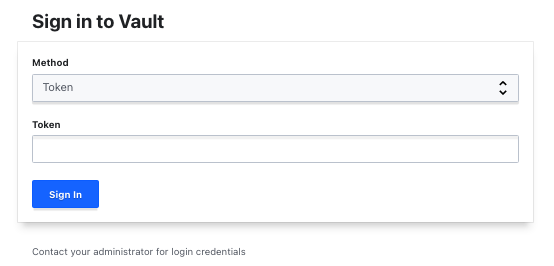 Sign in to Vault
Method
Token
Token
Sign In
Contact your administrator for login credentials